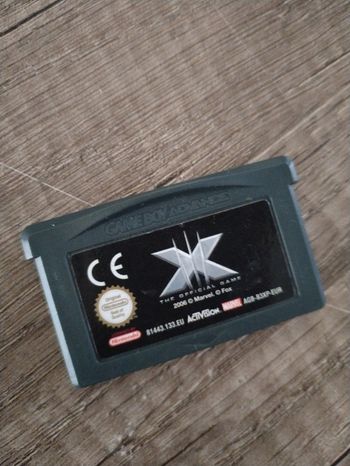 GAME BOY ADVANCE
CE
X
THE OFFICIAL GAME
2006 © Marvel. © Fox
Original
Nintendo
Seal of
Quality
Nintendo
81443.133.EU ACTIVISION MARVEL AGB-B3XP-EUR